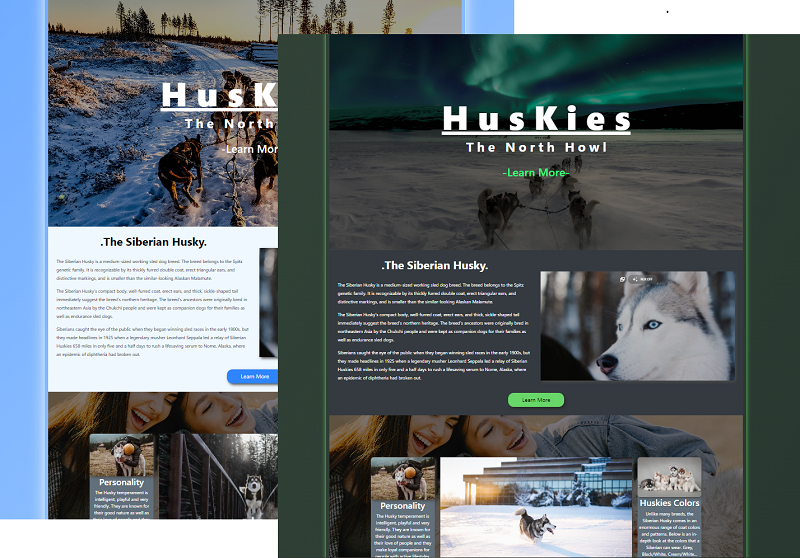 HusK
The North
-Learn Mor
.The Siberian Husky.
The Siberian Husky is a medium-sized working sled dog breed. The breed belongs to the Spitz
genetic family. It is recognizable by its thickly furred double coat, erect triangular ears, and
distinctive markings, and is smaller than the similar-looking Alaskan Malamute.
The Husky's compact body, well-furred coat, erect ears, and thick, sickle-shaped tail
immediately suggest the breed's northern heritage. The breed's ancestors were originally bred in
northeastern Asia by the Chukchi people and were kept as companion dogs for their families as
well as endurance sled dogs.
Siberians caught the eye of the public when they began winning sled races in the early 1900s, but
they made headlines in 1925 when a legendary musher Leonhard Seppala led a relay of Siberian
Huskies 658 miles in only five and a half days to rush a lifesaving serum to Nome, Alaska, where
an epidemic of diphtheria had broken out.
Learn More
Personality
The Husky temperament is
intelligent, playful and very
friendly. They are known for
their good nature as well as
HusKies
The North Howl
-Learn More-
.The Siberian Husky.
The Siberian Husky is a medium-sized working sled dog breed. The breed belongs to the Spitz
genetic family. It is recognizable by its thickly furred double coat, erect triangular ears, and
distinctive markings, and is smaller than the similar-looking Alaskan Malamute.
The Husky's compact body, well-furred coat, erect ears, and thick, sickle-shaped tail
immediately suggest the breed's northern heritage. The breed's ancestors were originally bred in
northeastern Asia by the Chukchi people and were kept as companion dogs for their families as
well as endurance sled dogs.
Siberians caught the eye of the public when they began winning sled races in the early 1900s, but
they made headlines in 1925 when a legendary musher Leonhard Seppala led a relay of Siberian
Huskies 658 miles in only five and a half days to rush a lifesaving serum to Nome, Alaska, where
an epidemic of diphtheria had broken out.
Learn More
Personality
The Husky temperament is
intelligent, playful and very
friendly. They are known for
their good nature as well as
their love of people and they
make loyal companions for
Huskies Colors
Unlike many breeds, the
Siberian Husky comes in an
enormous range of coat colors
and patterns. Below is an in-
depth look at the colors that a
Siberian can wear. Grey,
Black/White, Cream/White,